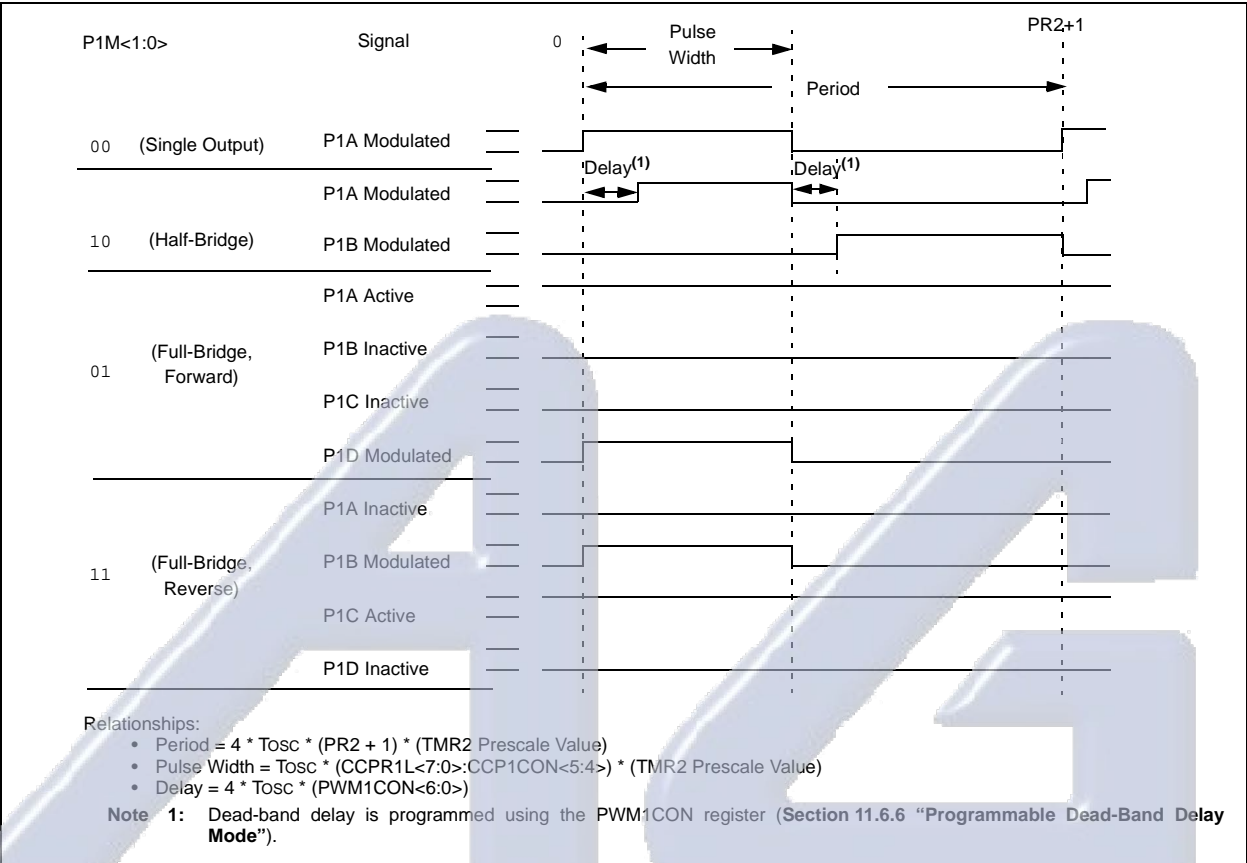 P1M<1:0> Signal 0 Pulse Width PR2+1
Period
00 (Single Output) P1A Modulated
Delay(1) Delay(1)
P1A Modulated
10 (Half-Bridge) P1B Modulated
P1A Active
01 (Full-Bridge, Forward) P1B Inactive
P1C Inactive
P1D Modulated
P1A Inactive
11 (Full-Bridge, Reverse) P1B Modulated
P1C Active
P1D Inactive
Relationships:
• Period = 4 * TOSC * (PR2 + 1) * (TMR2 Prescale Value)
• Pulse Width = TOSC * (CCPR1L<7:0>:CCP1CON<5:4>) * (TMR2 Prescale Value)
• Delay = 4 * TOSC * (PWM1CON<6:0>)
Note 1: Dead-band delay is programmed using the PWM1CON register (Section 11.6.6 “Programmable Dead-Band Delay
Mode”).